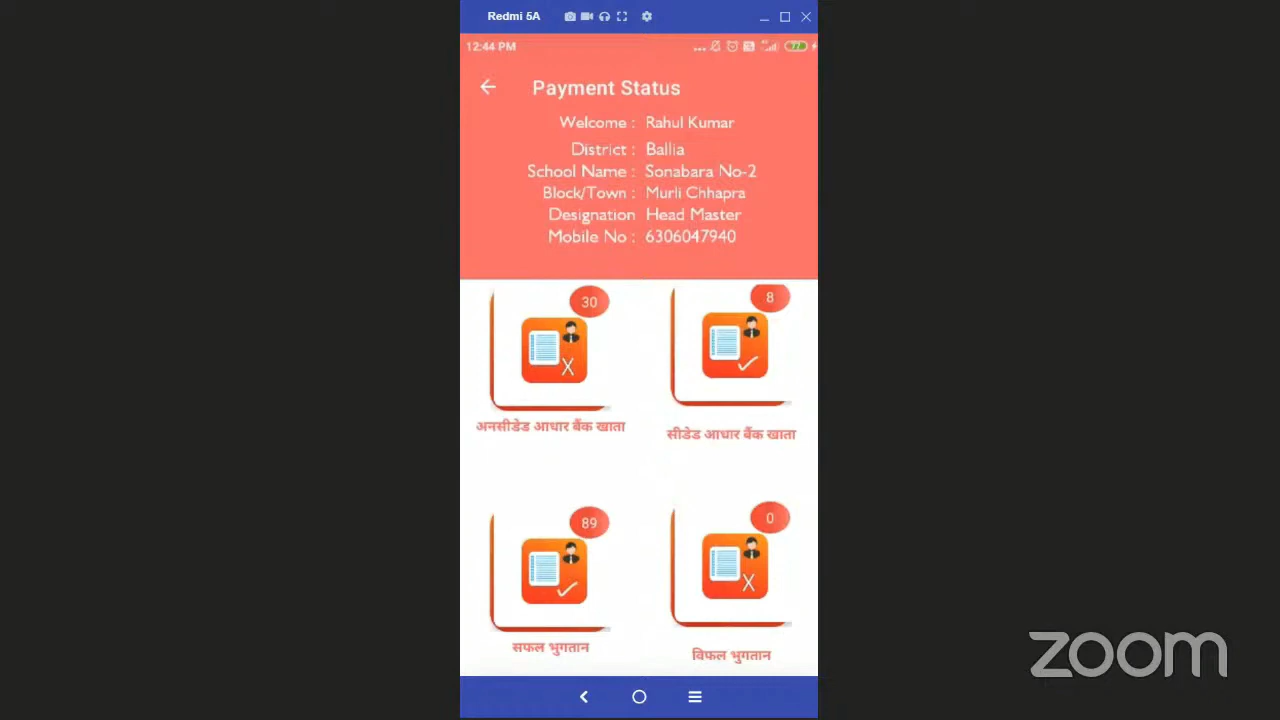 Redmi 5A
12:44 PM
77
Payment Status
Welcome : Rahul Kumar
District : Ballia
School Name : Sonabara No-2
Block/Town : Murli Chhapra
Designation Head Master
Mobile No : 6306047940
30
8
अनसीडेड आधार बैंक खाता
सीडेड आधार बैंक खाता
89
0
सफल भुगतान
विफल भुगतान
zoom